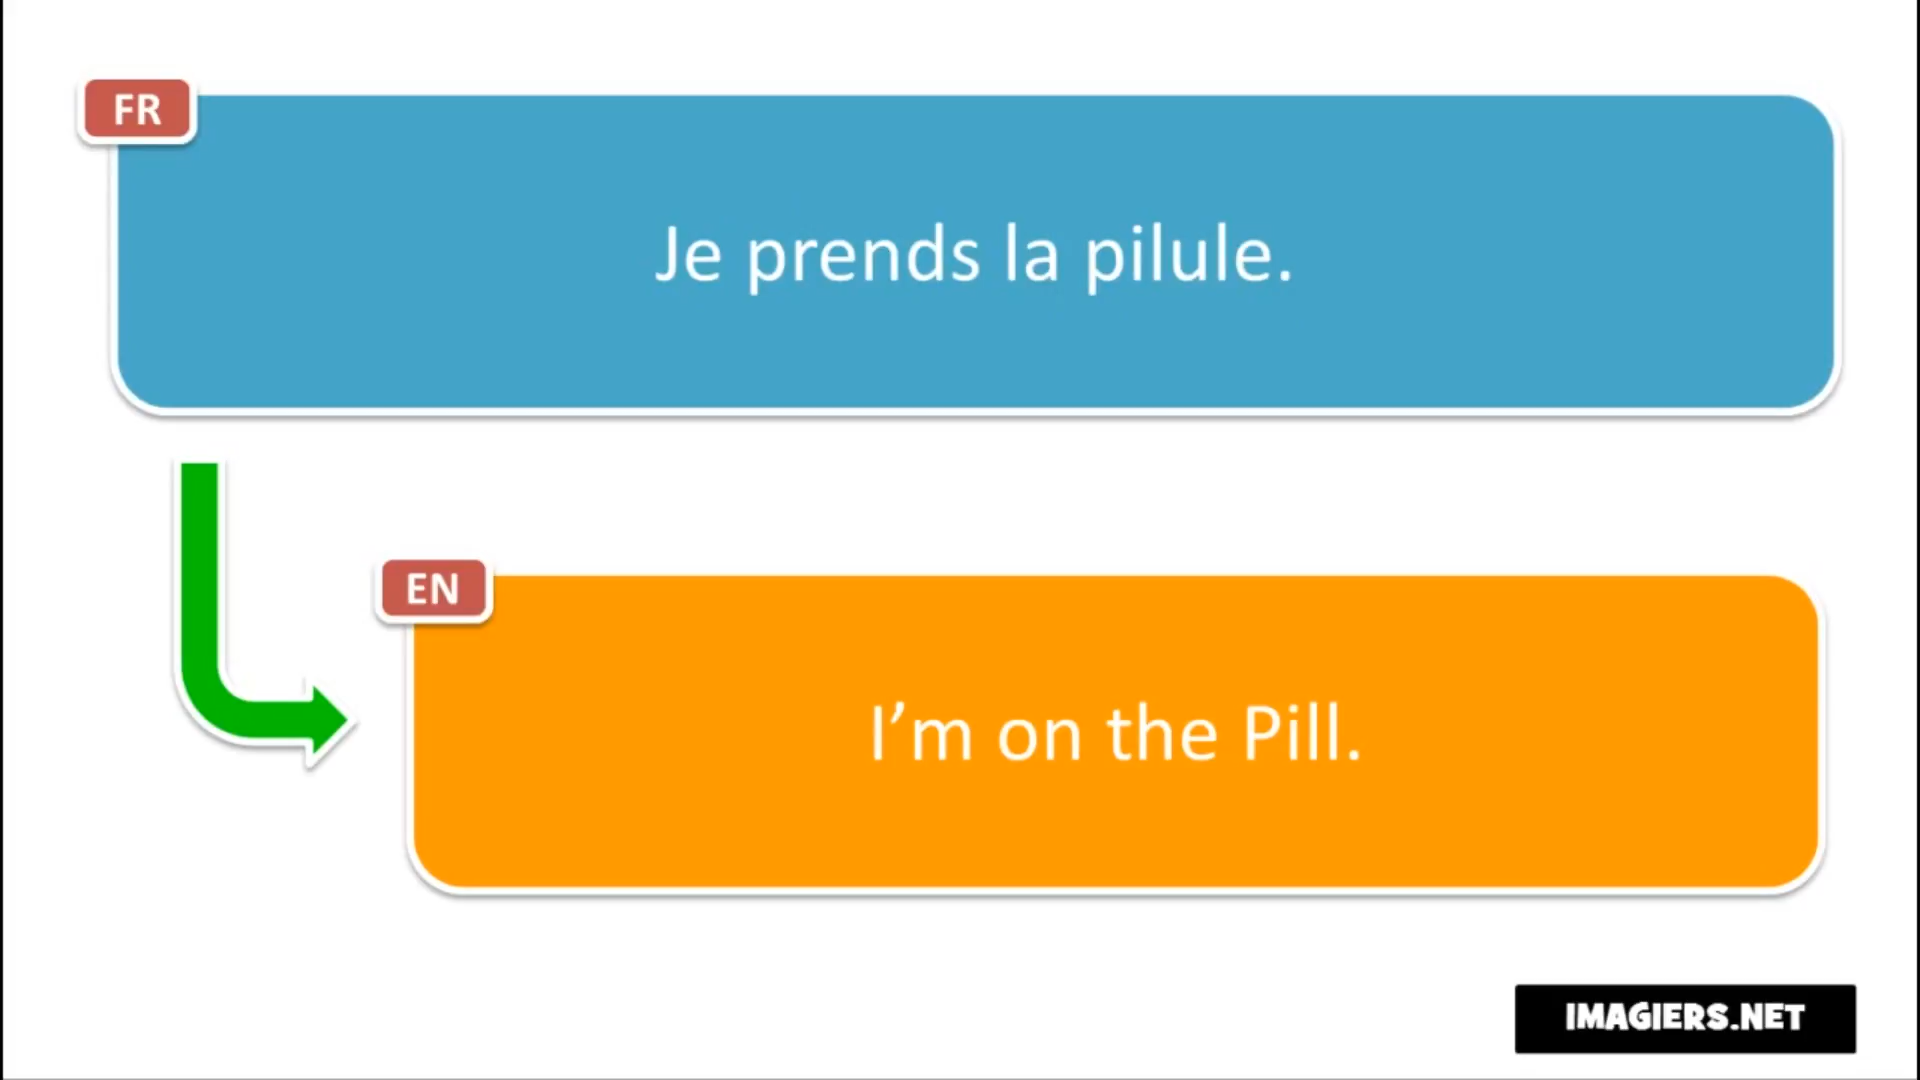 FR
Je prends la pilule.
EN
I’m on the Pill.
IMAGIERS.NET